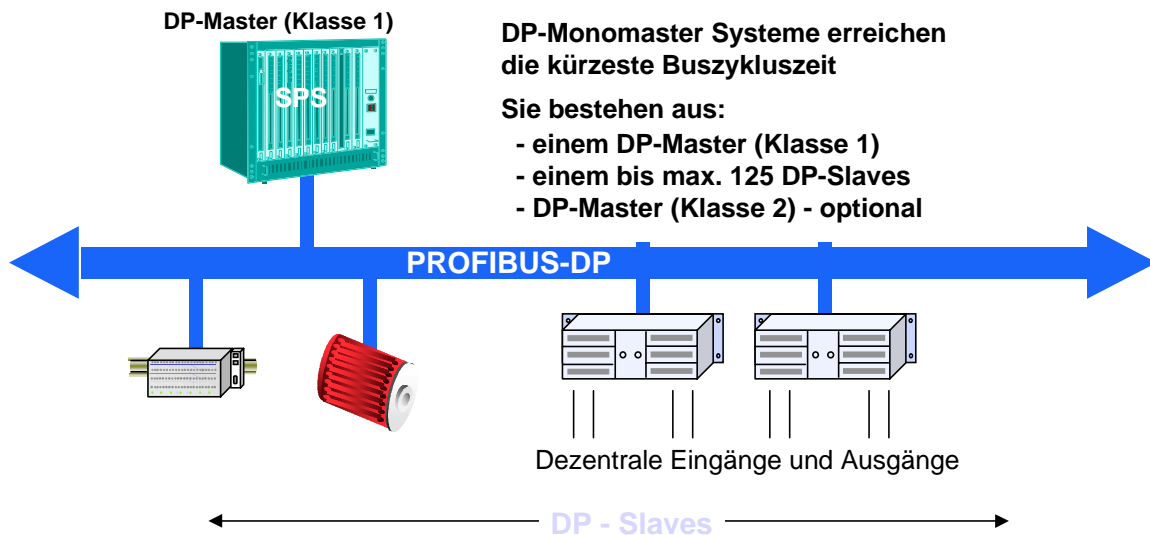 DP-Master (Klasse 1)
SPS
DP-Monomaster Systeme erreichen
die kürzeste Buszykluszeit
Sie bestehen aus:
- einem DP-Master (Klasse 1)
- einem bis max. 125 DP-Slaves
- DP-Master (Klasse 2) - optional
PROFIBUS-DP
Dezentrale Eingänge und Ausgänge
DP - Slaves